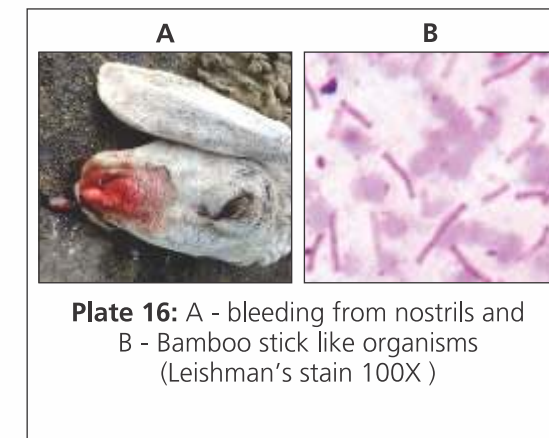 A
B
Plate 16: A - bleeding from nostrils and
B - Bamboo stick like organisms
(Leishman's stain 100X )